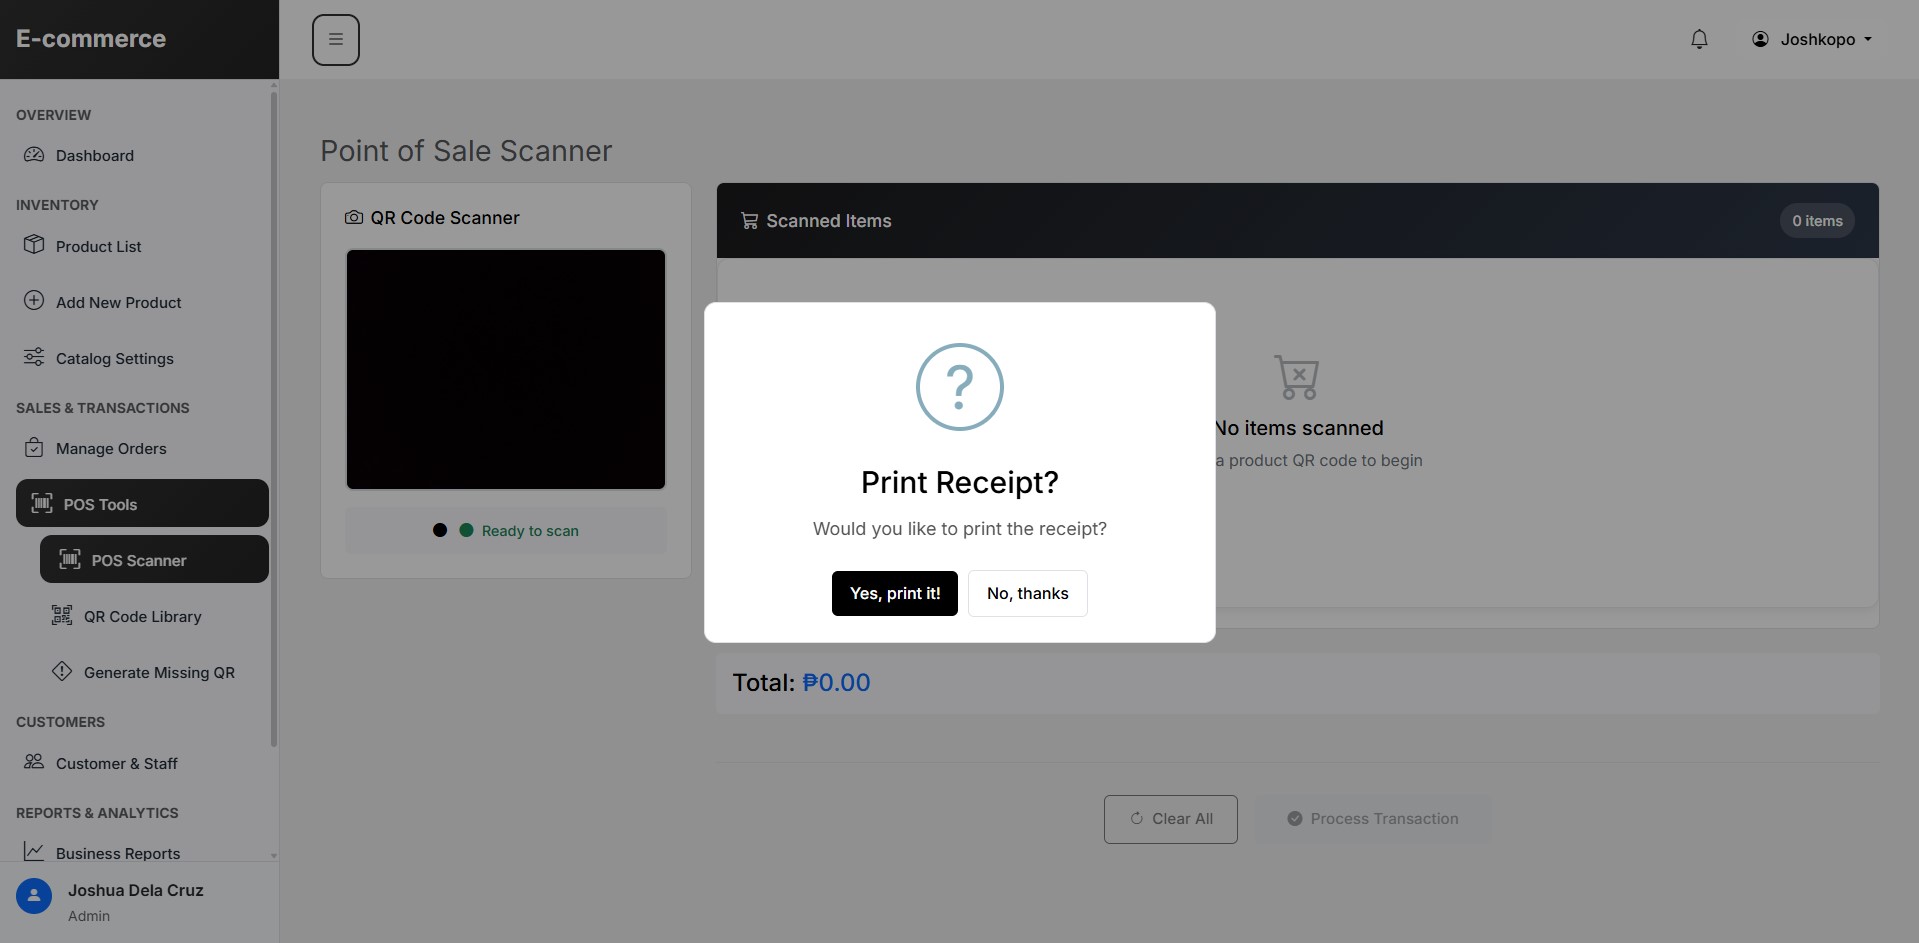 E-commerce
Joshkopo
OVERVIEW
Dashboard
INVENTORY
Product List
Add New Product
Catalog Settings
SALES & TRANSACTIONS
Manage Orders
POS Tools
POS Scanner
QR Code Library
Generate Missing QR
CUSTOMERS
Customer & Staff
REPORTS & ANALYTICS
Business Reports
Joshua Dela Cruz
Admin
Point of Sale Scanner
QR Code Scanner
Ready to scan
Scanned Items
0 items
No items scanned
a product QR code to begin
?
Print Receipt?
Would you like to print the receipt?
Yes, print it!
No, thanks
Total: ₱0.00
Clear All
Process Transaction